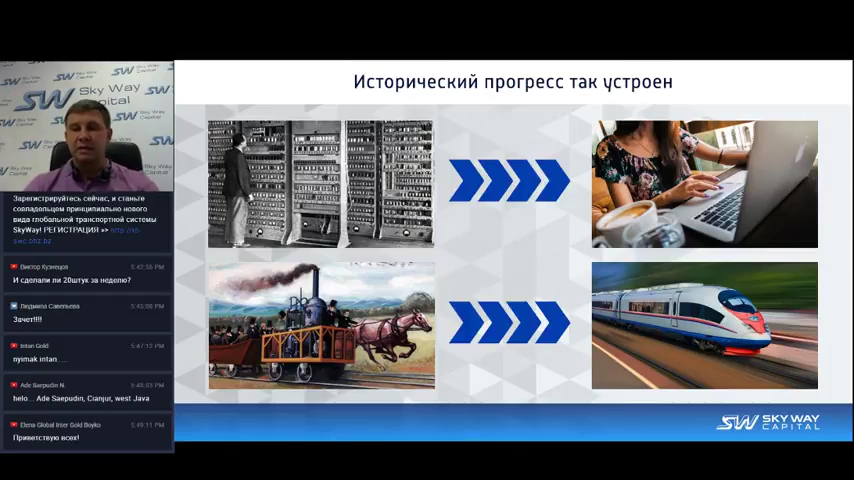 Исторический прогресс так устроен
SW
Sky Way
Capital
Зарегистрируйтесь сейчас, и станьте
совладельцем принципиально нового
вида глобальной транспортной системы
SkyWay! РЕГИСТРАЦИЯ >>
Виктор Кузнецов 5:42:56 PM
И сделали ли 20штук за неделю?
Людмила Савельева 5:45:08 PM
Зачет!!!!
Intan Gold 5:47:12 PM
nyimak intan .....
Ade Saepudin N. 5:48:03 PM
helo... Ade Saepudin, Cianjur, west Java
Elena Global Inter Gold Boyko 5:49:11 PM
Приветствую всех!
SW SKY WAY
CAPITAL